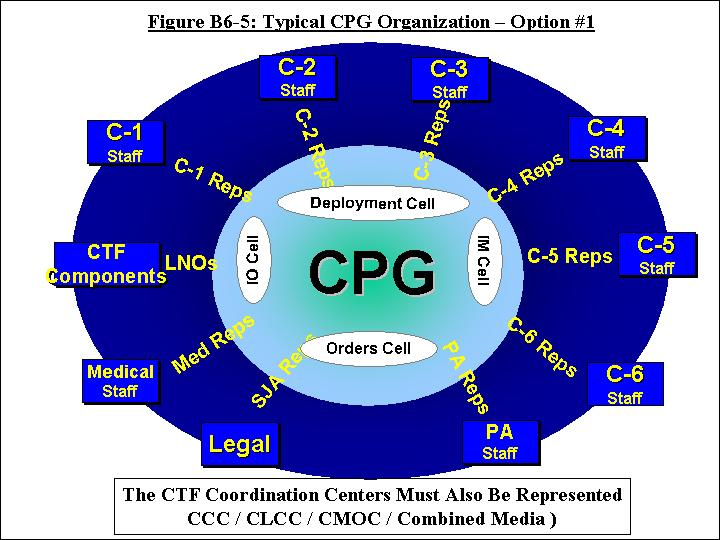 Figure B6-5: Typical CPG Organization – Option #1
C-2
Staff
C-3
Staff
C-1
Staff
C-4
Staff
C-2 Reps
C-3 Reps
C-1 Reps
C-4 Reps
Deployment Cell
CTF
Components
LNOs
IO Cell
CPG
IM Cell
C-5 Reps
C-5
Staff
Med Reps
SJA Reps
Orders Cell
PA Reps
C-6 Reps
Medical
Staff
C-6
Staff
Legal
PA
Staff
The CTF Coordination Centers Must Also Be Represented
CCC / CLCC / CMOC / Combined Media )